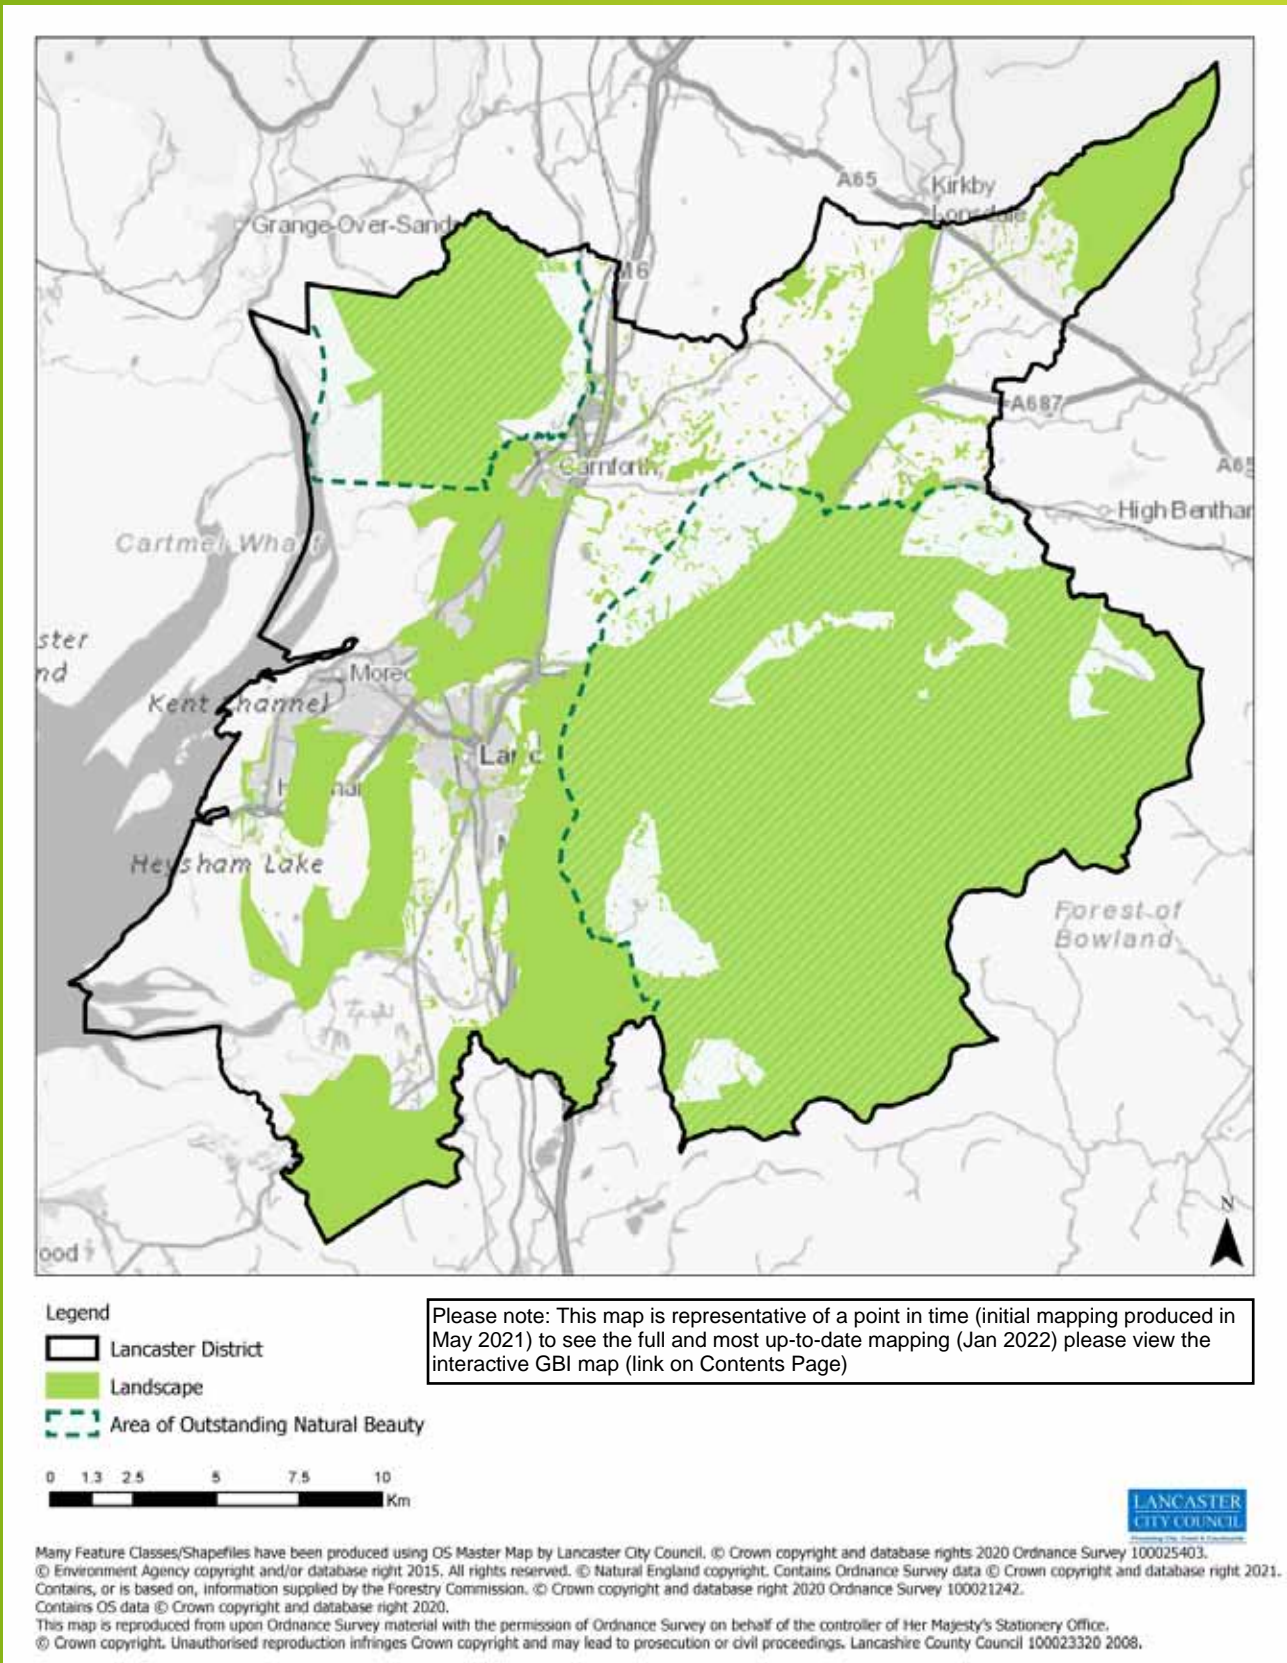 A65
Kirkby
Lonsdale
Grange-Over-Sands
M6
A687
Carnforth
A65
High Benthar
Cartmel Wharf
ster
nd
Morec
Kent Channel
Lanc
Heysham Lake
Forest of
Bowland
N
ood
Legend
Lancaster District
Landscape
Area of Outstanding Natural Beauty
Please note: This map is representative of a point in time (initial mapping produced in
May 2021) to see the full and most up-to-date mapping (Jan 2022) please view the
interactive GBI map (link on Contents Page)
0 1.3 2.5 5 7.5 10
Km
LANCASTER
CITY COUNCIL
Many Feature Classes/Shapefiles have been produced using OS Master Map by Lancaster City Council. © Crown copyright and database rights 2020 Ordnance Survey 100025403.
© Environment Agency copyright and/or database right 2015. All rights reserved. © Natural England copyright. Contains Ordnance Survey data © Crown copyright and database right 2021.
Contains, or is based on, information supplied by the Forestry Commission. © Crown copyright and database right 2020 Ordnance Survey 100021242.
Contains OS data © Crown copyright and database right 2020.
This map is reproduced from upon Ordnance Survey material with the permission of Ordnance Survey on behalf of the controller of Her Majesty's Stationery Office.
© Crown copyright. Unauthorised reproduction infringes Crown copyright and may lead to prosecution or civil proceedings. Lancashire County Council 100023320 2008.